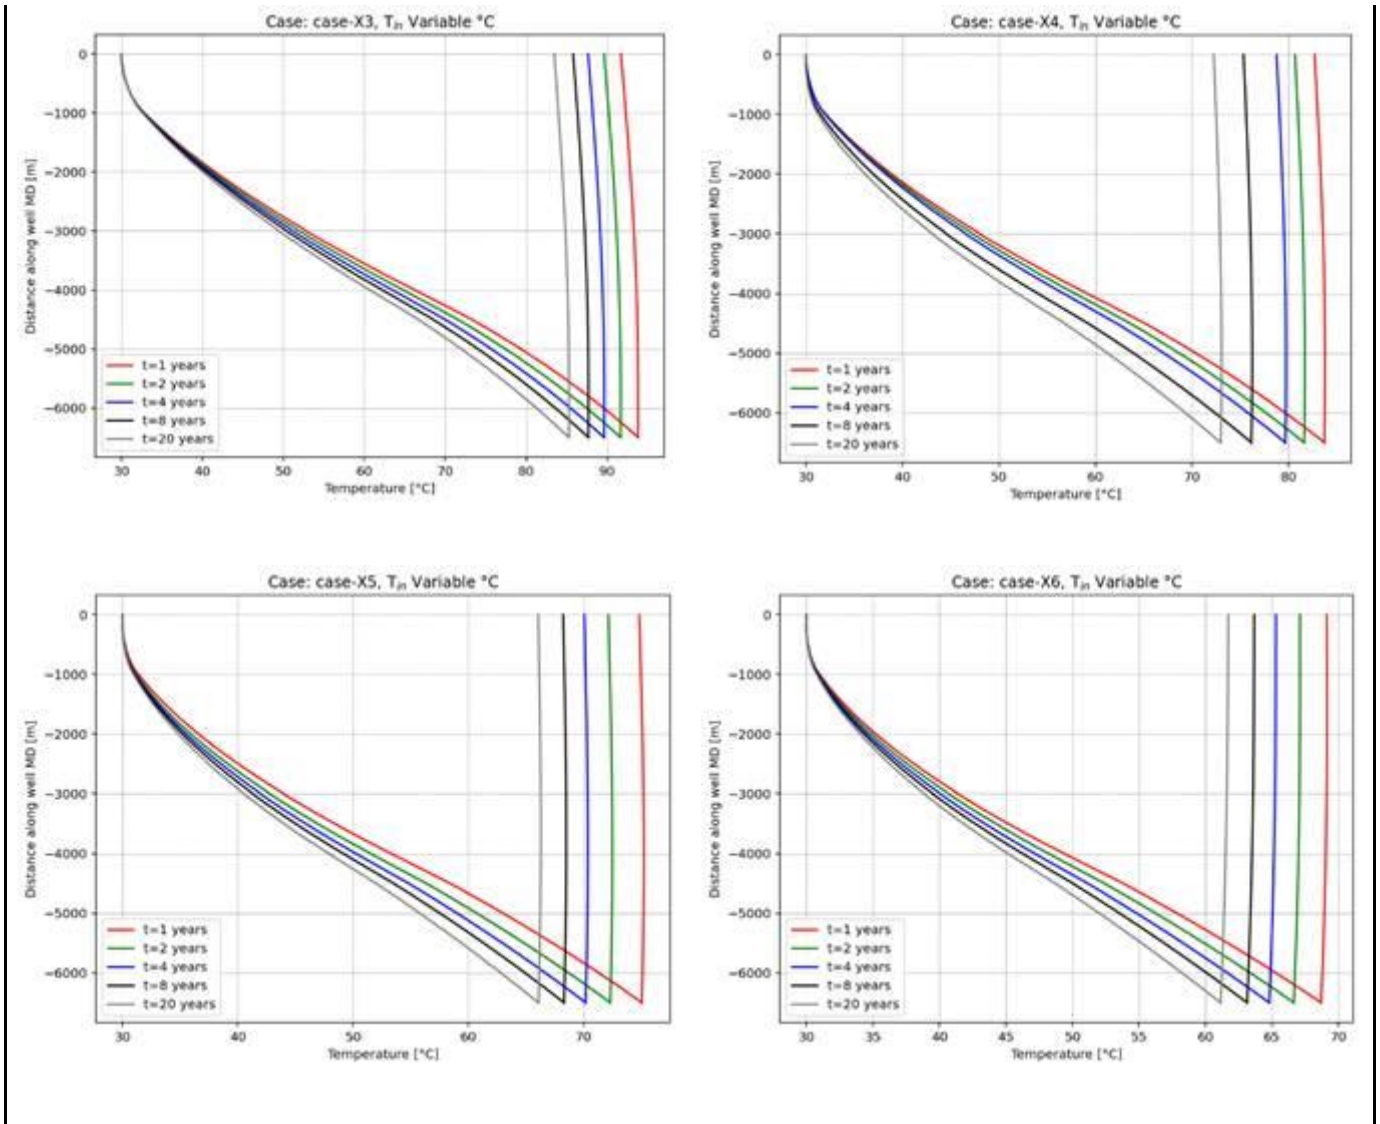 Case: case-X3, Tin Variable °C
0
−1000
−2000
−3000
−4000
−5000
−6000
Distance along well MD [m]
t=1 years
t=2 years
t=4 years
t=8 years
t=20 years
30 40 50 60 70 80 90
Temperature [°C]
Case: case-X4, Tin Variable °C
0
−1000
−2000
−3000
−4000
−5000
−6000
Distance along well MD [m]
t=1 years
t=2 years
t=4 years
t=8 years
t=20 years
30 40 50 60 70 80
Temperature [°C]
Case: case-X5, Tin Variable °C
0
−1000
−2000
−3000
−4000
−5000
−6000
Distance along well MD [m]
t=1 years
t=2 years
t=4 years
t=8 years
t=20 years
30 40 50 60 70
Temperature [°C]
Case: case-X6, Tin Variable °C
0
−1000
−2000
−3000
−4000
−5000
−6000
Distance along well MD [m]
t=1 years
t=2 years
t=4 years
t=8 years
t=20 years
30 35 40 45 50 55 60 65 70
Temperature [°C]